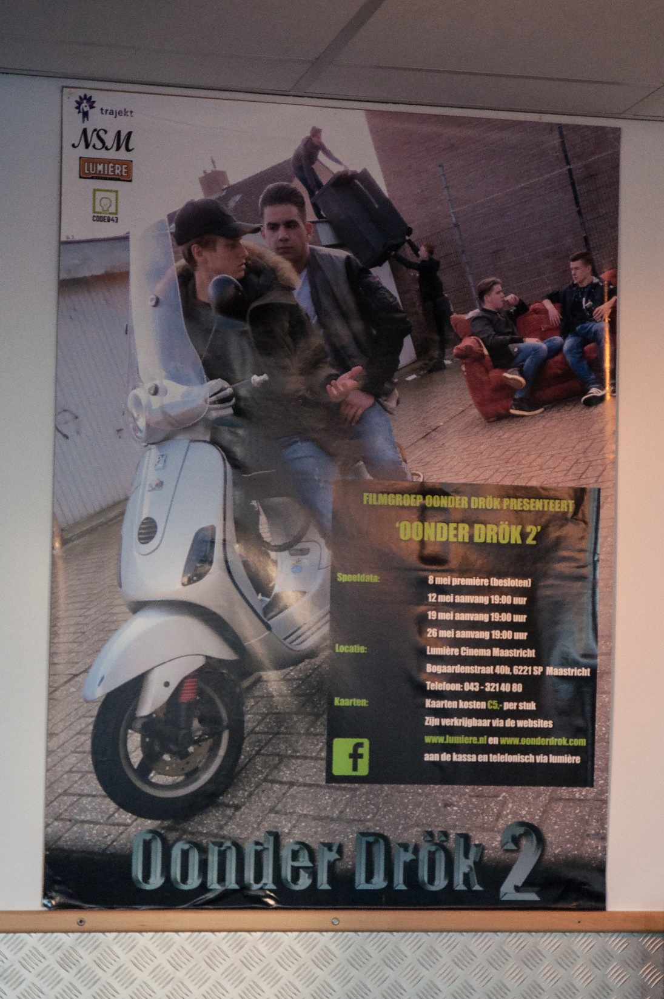 trajekt
NSM
LUMIÈRE
CODE043
FILMGROEP OONDER DRÖK PRESENTEERT
'OONDER DRÖK 2'
Speeldata: 8 mei première (besloten)
12 mei aanvang 19:00 uur
19 mei aanvang 19:00 uur
26 mei aanvang 19:00 uur
Locatie: Lumière Cinema Maastricht
Bogaardenstraat 40b, 6221 SP Maastricht
Telefoon: 043 - 321 40 80
Kaarten: Kaarten kosten €5,- per stuk
Zijn verkrijgbaar via de websites
www.lumiere.nl en www.oonderdrok.com
f aan de kassa en telefonisch via lumière
Oonder Drök 2